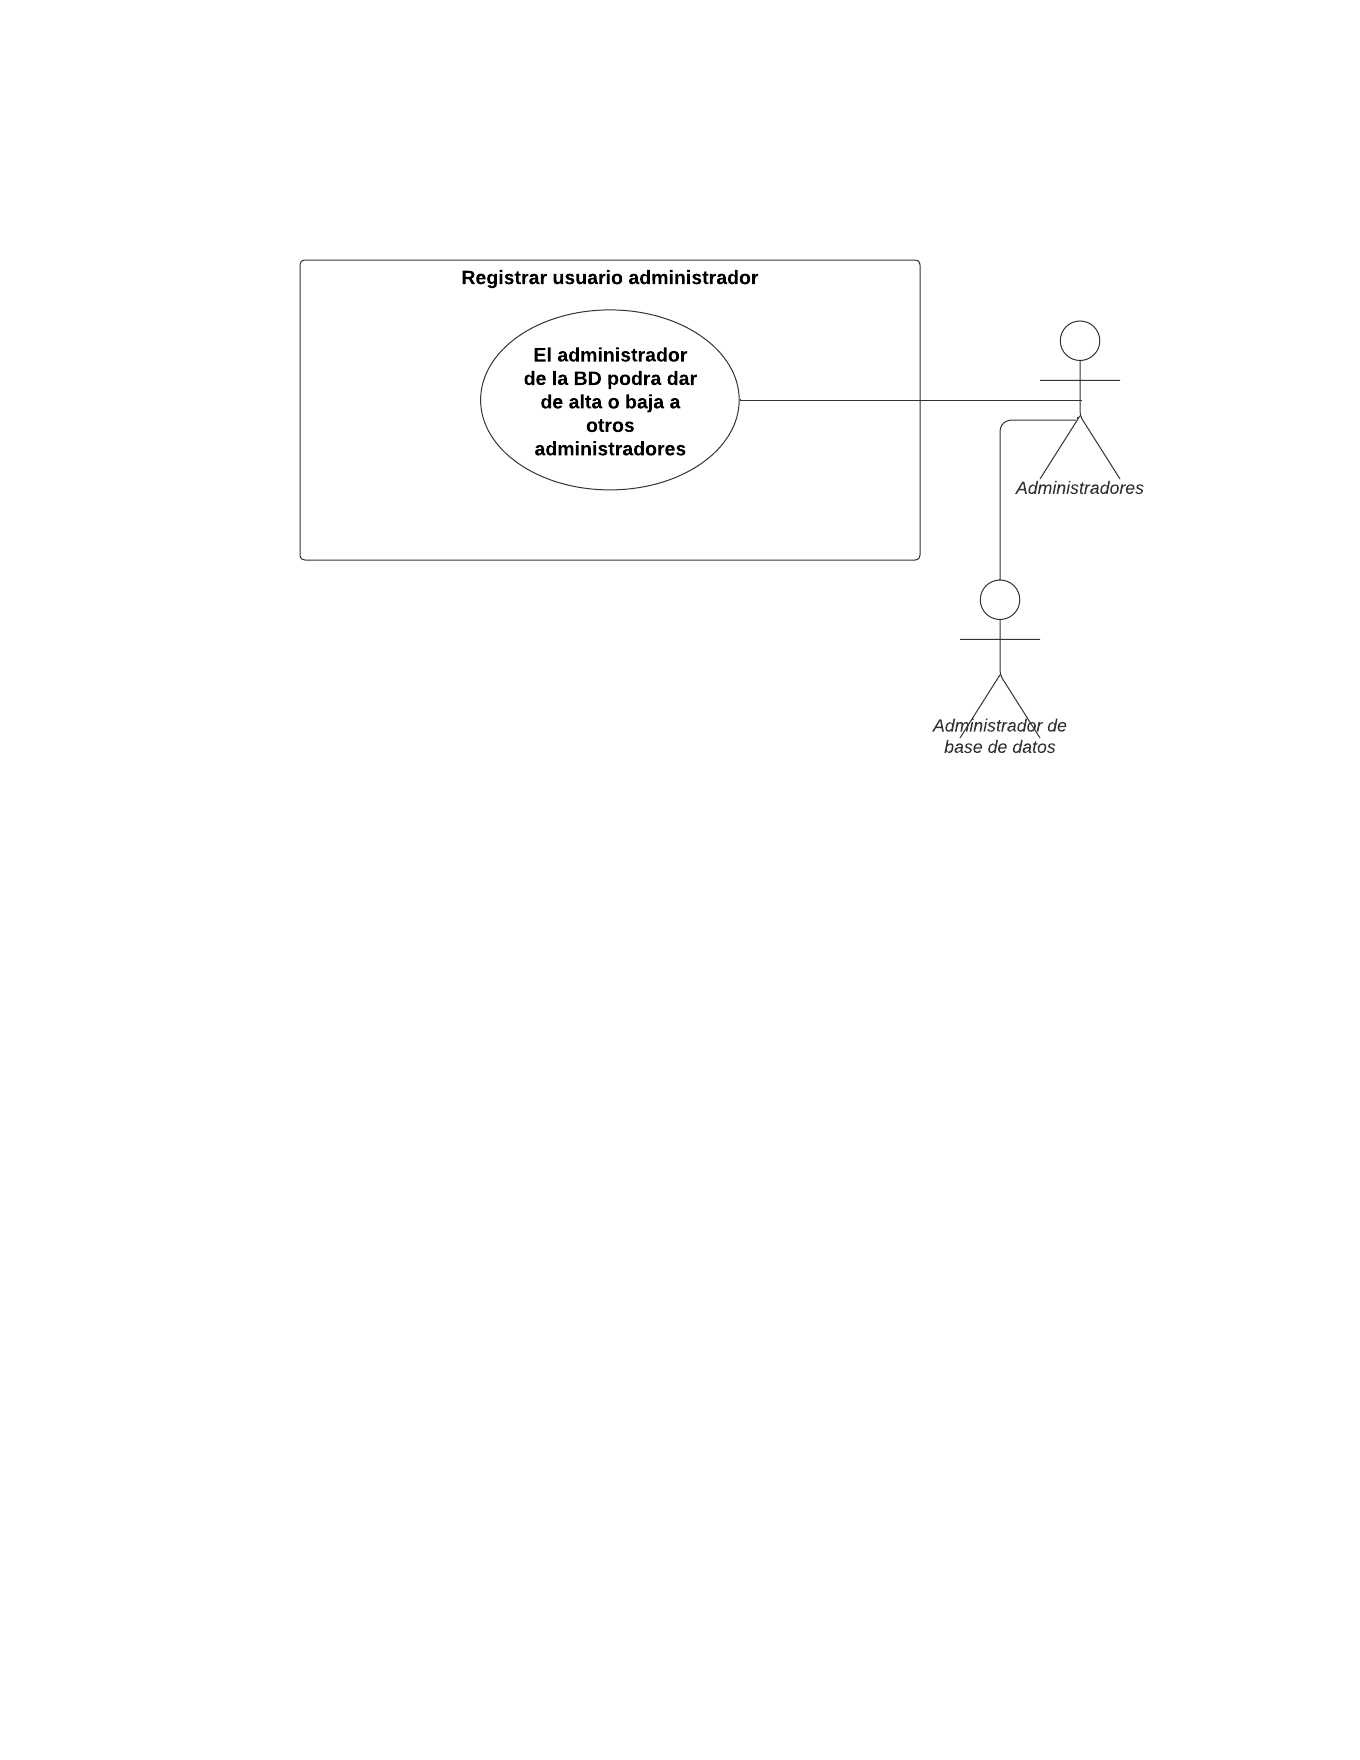 Registrar usuario administrador
El administrador
de la BD podra dar
de alta o baja a
otros
administradores
Administradores
Administrador de
base de datos